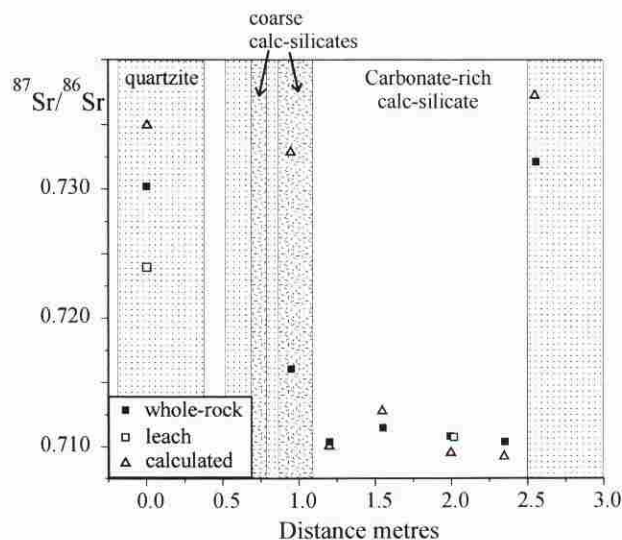 coarse
calc-silicates
87Sr/86Sr
quartzite
Carbonate-rich
calc-silicate
0.730
0.720
0.710
whole-rock
leach
calculated
0.0 0.5 1.0 1.5 2.0 2.5 3.0
Distance metres